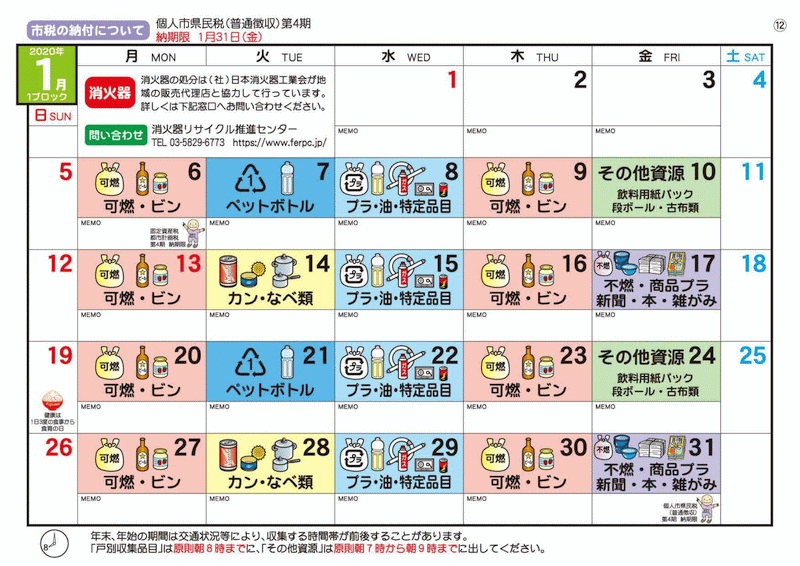 市税の納付について
個人市県民税(普通徴収)第4期
納期限 1月31日(金)
⑫
2020年
1月
1ブロック
日SUN
月 MON
火 TUE
水 WED
木 THU
金 FRI
土 SAT
消火器
消火器の処分は(社)日本消火器工業会が地
域の販売代理店と協力して行っています。
詳しくは下記窓口へお問い合わせください。
問い合わせ
消火器リサイクル推進センター
TEL 03-5829-6773 https://www.ferpc.jp/
1
MEMO
2
MEMO
3
MEMO
4
5
可燃
6
可燃・ビン
MEMO
固定資産税
都市計画税
第4期 納期限
1
7
ペットボトル
MEMO
プラ
8
プラ・油・特定品目
MEMO
可燃
9
可燃・ビン
MEMO
その他資源 10
飲料用紙パック
段ボール・古布類
MEMO
11
12
可燃
13
可燃・ビン
MEMO
14
カン・なべ類
MEMO
プラ
15
プラ・油・特定品目
MEMO
可燃
16
可燃・ビン
MEMO
不燃
17
不燃・商品プラ
新聞・本・雑がみ
MEMO
18
19
健康は
1日3度の食事から
食育の日
可燃
20
可燃・ビン
MEMO
1
21
ペットボトル
MEMO
プラ
22
プラ・油・特定品目
MEMO
可燃
23
可燃・ビン
MEMO
その他資源 24
飲料用紙パック
段ボール・古布類
MEMO
25
26
可燃
27
可燃・ビン
MEMO
28
カン・なべ類
MEMO
プラ
29
プラ・油・特定品目
MEMO
可燃
30
可燃・ビン
MEMO
不燃
31
不燃・商品プラ
新聞・本・雑がみ
MEMO
個人市県民税
(普通徴収)
第4期 納期限
8
年末、年始の期間は交通状況等により、収集する時間帯が前後することがあります。
「戸別収集品目」は原則朝8時までに、「その他資源」は原則朝7時から朝9時までに出してください。